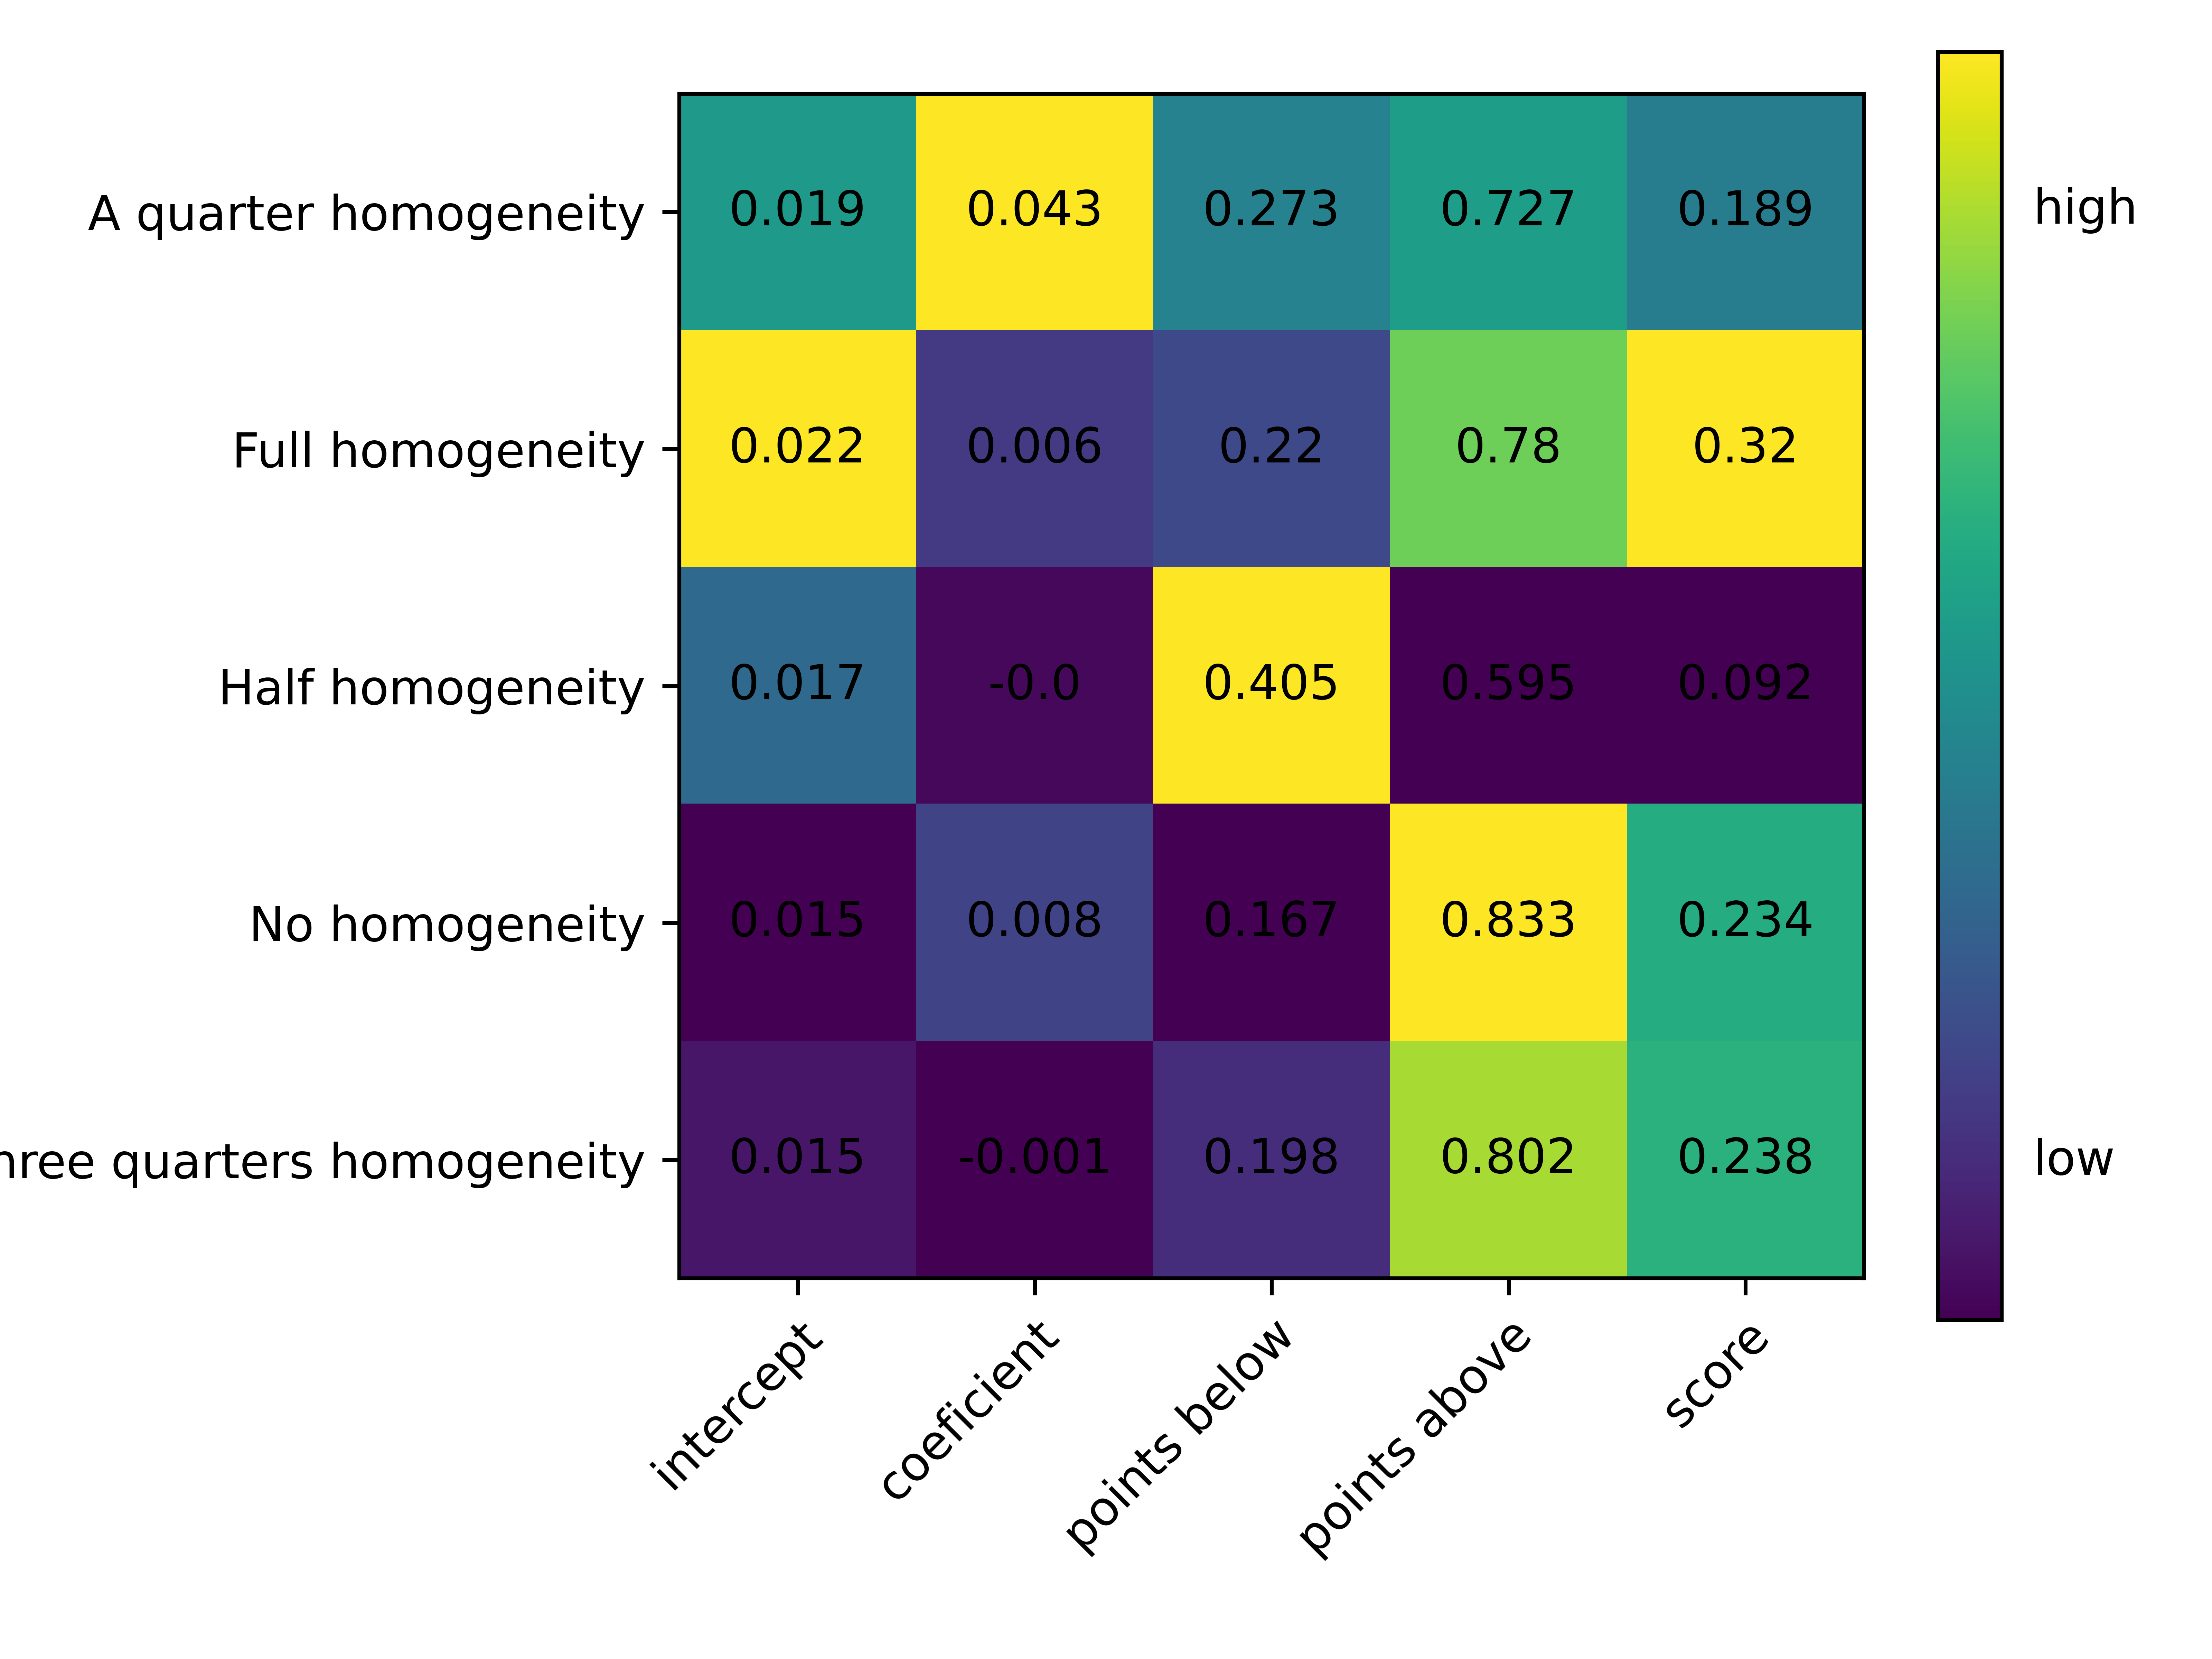 high
A quarter homogeneity 0.019 0.043 0.273 0.727 0.189
Full homogeneity 0.022 0.006 0.22 0.78 0.32
Half homogeneity 0.017 -0.0 0.405 0.595 0.092
No homogeneity 0.015 0.008 0.167 0.833 0.234
hree quarters homogeneity 0.015 -0.001 0.198 0.802 0.238
low
intercept
coeficient
points below
points above
score